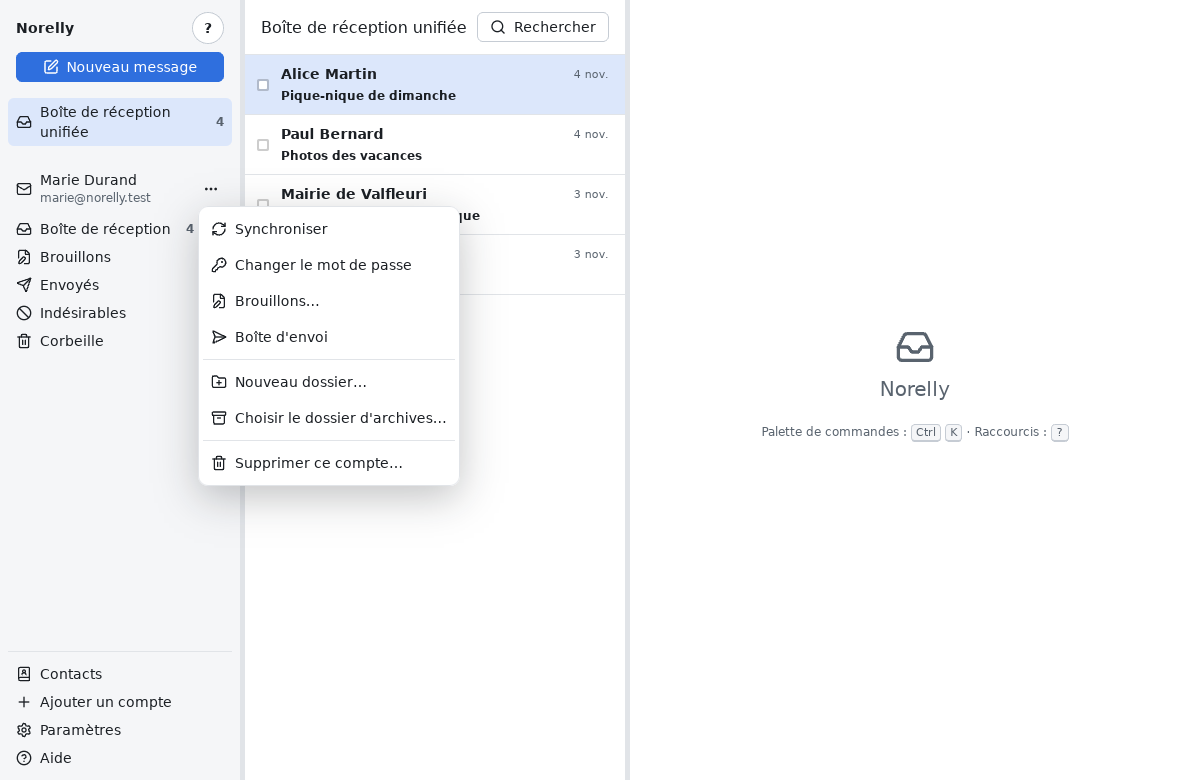 Norelly
?
Nouveau message
Boîte de réception
unifiée
4
Marie Durand
marie@norelly.test
Boîte de réception
4
Brouillons
Envoyés
Indésirables
Corbeille
Contacts
Ajouter un compte
Paramètres
Aide
Boîte de réception unifiée
Rechercher
Alice Martin
4 nov.
Pique-nique de dimanche
Paul Bernard
4 nov.
Photos des vacances
Mairie de Valfleuri
3 nov.
3 nov.
Synchroniser
Changer le mot de passe
Brouillons…
Boîte d'envoi
Nouveau dossier…
Choisir le dossier d'archives…
Supprimer ce compte…
Norelly
Palette de commandes : Ctrl K · Raccourcis : ?